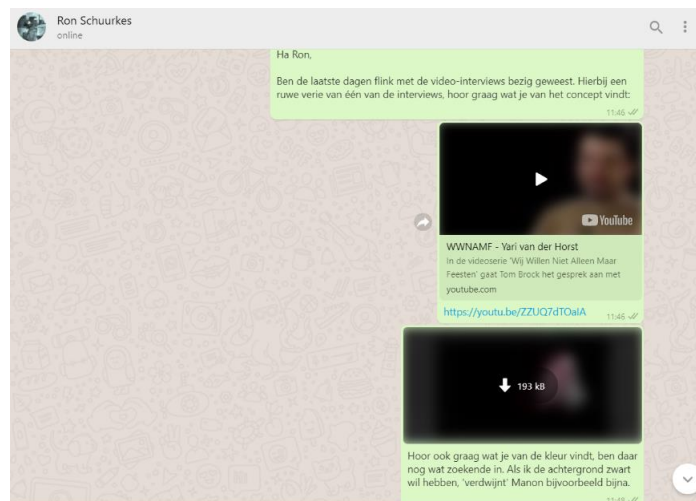 Ron Schuurkes
online
Ha Ron,
Ben de laatste dagen flink met de video-interviews bezig geweest. Hierbij een
ruwe verie van één van de interviews, hoor graag wat je van het concept vindt:
11:46
YouTube
WWNAMF - Yari van der Horst
In de videoserie 'Wij Willen Niet Alleen Maar
Feesten' gaat Tom Brock het gesprek aan met
youtube.com
https://youtu.be/ZZUQ7dTOaIA
11:46
193 kB
Hoor ook graag wat je van de kleur vindt, ben daar
nog wat zoekende in. Als ik de achtergrond zwart
wil hebben, 'verdwijnt' Manon bijvoorbeeld bijna.